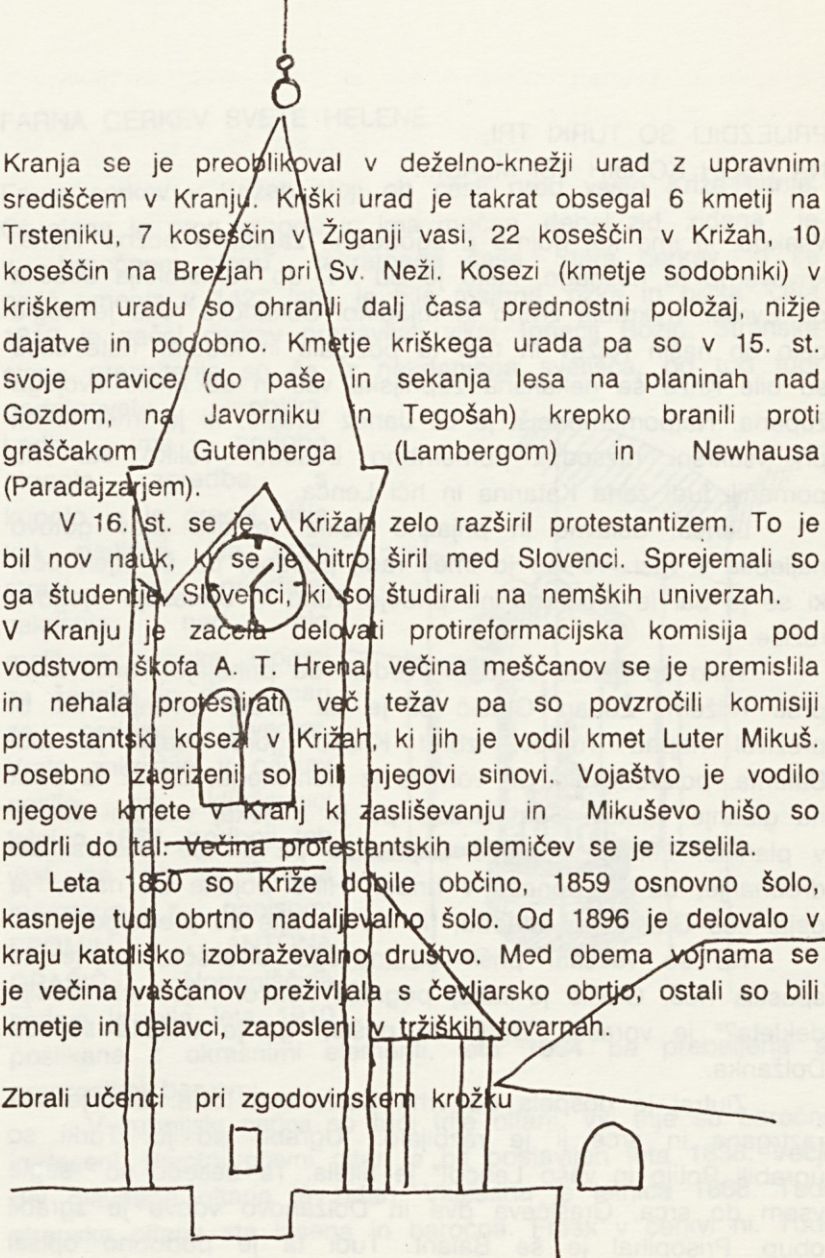 Kranja se je preoblikoval v deželno-knežji urad z upravnim
središčem v Kranju. Kriški urad je takrat obsegal 6 kmetij na
Trsteniku, 7 koseščin v Žiganji vasi, 22 koseščin v Križah, 10
koseščin na Brezjah pri Sv. Neži. Kosezi (kmetje sodobniki) v
kriškem uradu so ohranili dalj časa prednostni položaj, nižje
dajatve in podobno. Kmetje kriškega urada pa so v 15. st.
svoje pravice (do paše in sekanja lesa na planinah nad
Gozdom, na Javorniku in Tegošah) krepko branili proti
graščakom Gutenberga (Lambergom) in Newhausa
(Paradajzarjem).
V 16. st. se je v Križah zelo razširil protestantizem. To je
bil nov nauk, ki se je hitro širil med Slovenci. Sprejemali so
ga študentje Slovenci, ki so študirali na nemških univerzah.
V Kranju je začela delovati protireformacijska komisija pod
vodstvom škofa A. T. Hrena, večina meščanov se je premislila
in nehala protestirati, več težav pa so povzročili komisiji
protestantski kosezi v Križah, ki jih je vodil kmet Luter Mikuš.
Posebno zagrizeni so bili njegovi sinovi. Vojaštvo je vodilo
njegove kmete v Kranj k zasliševanju in Mikuševo hišo so
podrli do tal. Večina protestantskih plemičev se je izselila.
Leta 1850 so Križe dobile občino, 1859 osnovno šolo,
kasneje tudi obrtno nadaljevalno šolo. Od 1896 je delovalo v
kraju katoliško izobraževalno društvo. Med obema vojnama se
je večina vaščanov preživljala s čevljarsko obrtjo, ostali so bili
kmetje in delavci, zaposleni v tržiških tovarnah.
Zbrali učenci pri zgodovinskem krožku